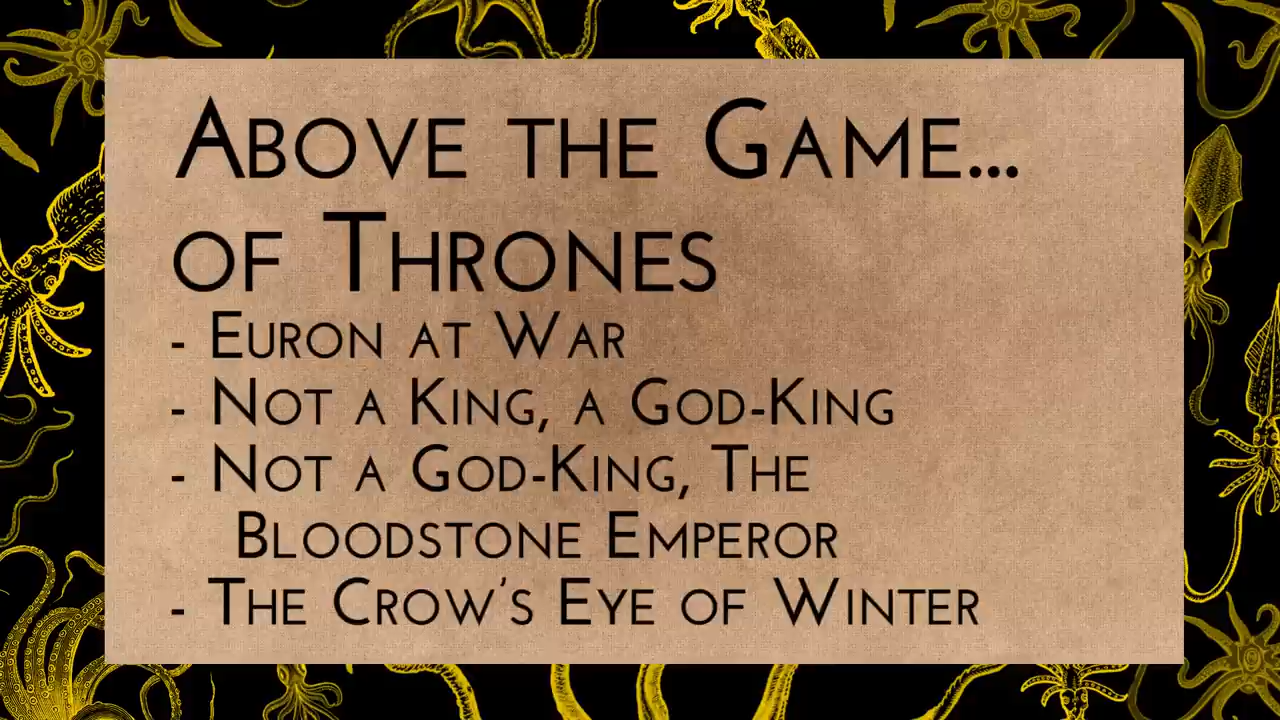 Above the Game...
of Thrones
- Euron at War
- Not a King, a God-King
- Not a God-King, The
Bloodstone Emperor
- The Crow's Eye of Winter